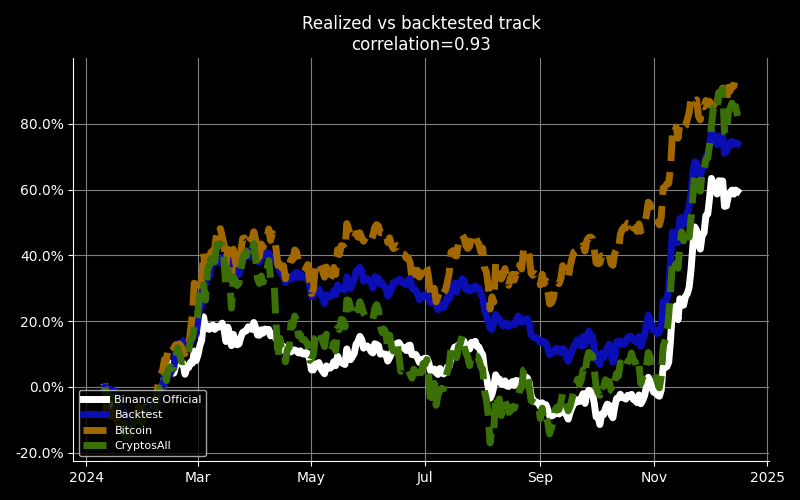 Realized vs backtested track
correlation=0.93
80.0%
60.0%
40.0%
20.0%
0.0%
-20.0%
Binance Official
Backtest
Bitcoin
CryptosAll
2024 Mar May Jul Sep Nov 2025